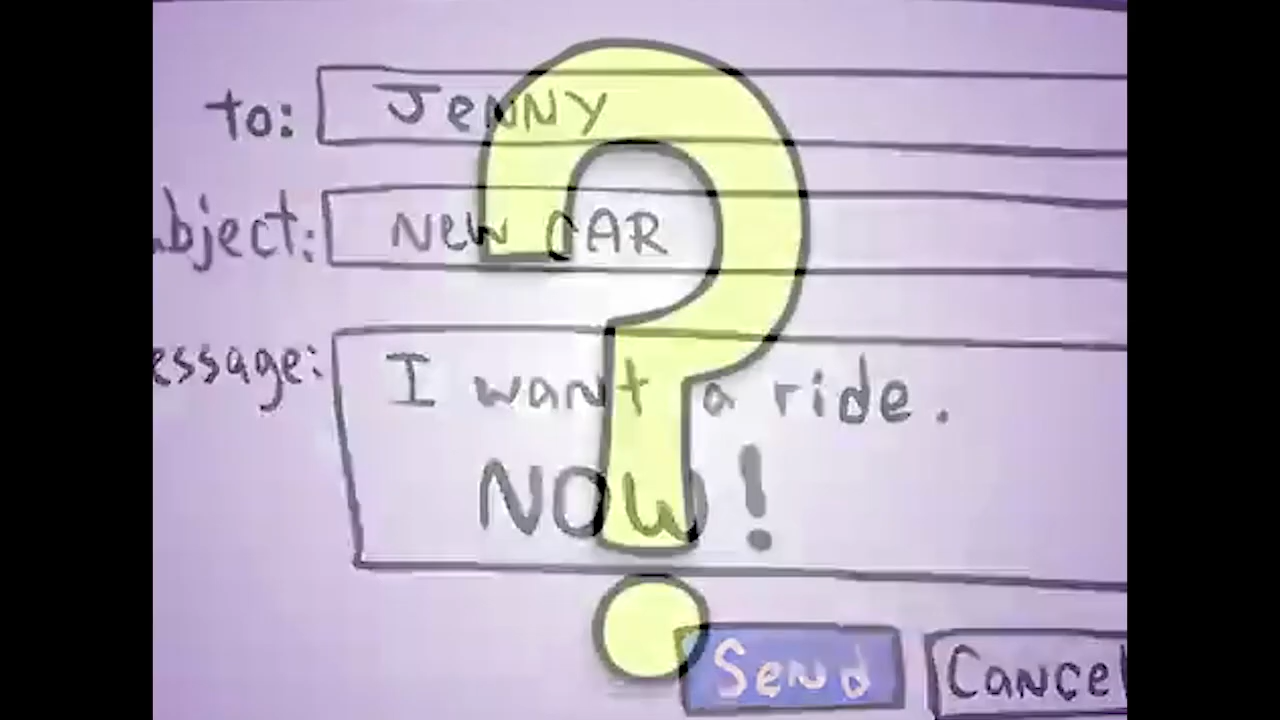 to: JeNNY
bject: New CAR
essage: I want a ride.
NOW!
Send Cancel